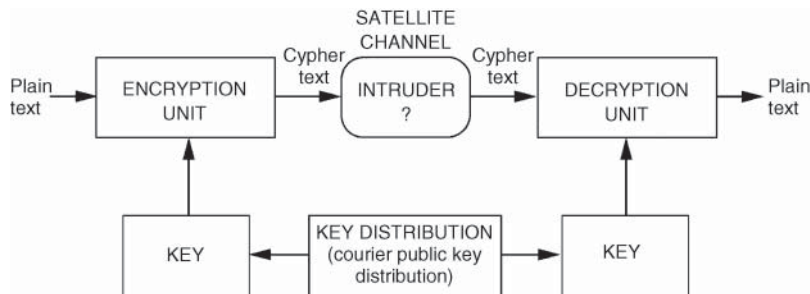 SATELLITE
CHANNEL
Plain
text
ENCRYPTION
UNIT
Cypher
text
INTRUDER
?
Cypher
text
DECRYPTION
UNIT
Plain
text
KEY
KEY DISTRIBUTION
(courier public key
distribution)
KEY